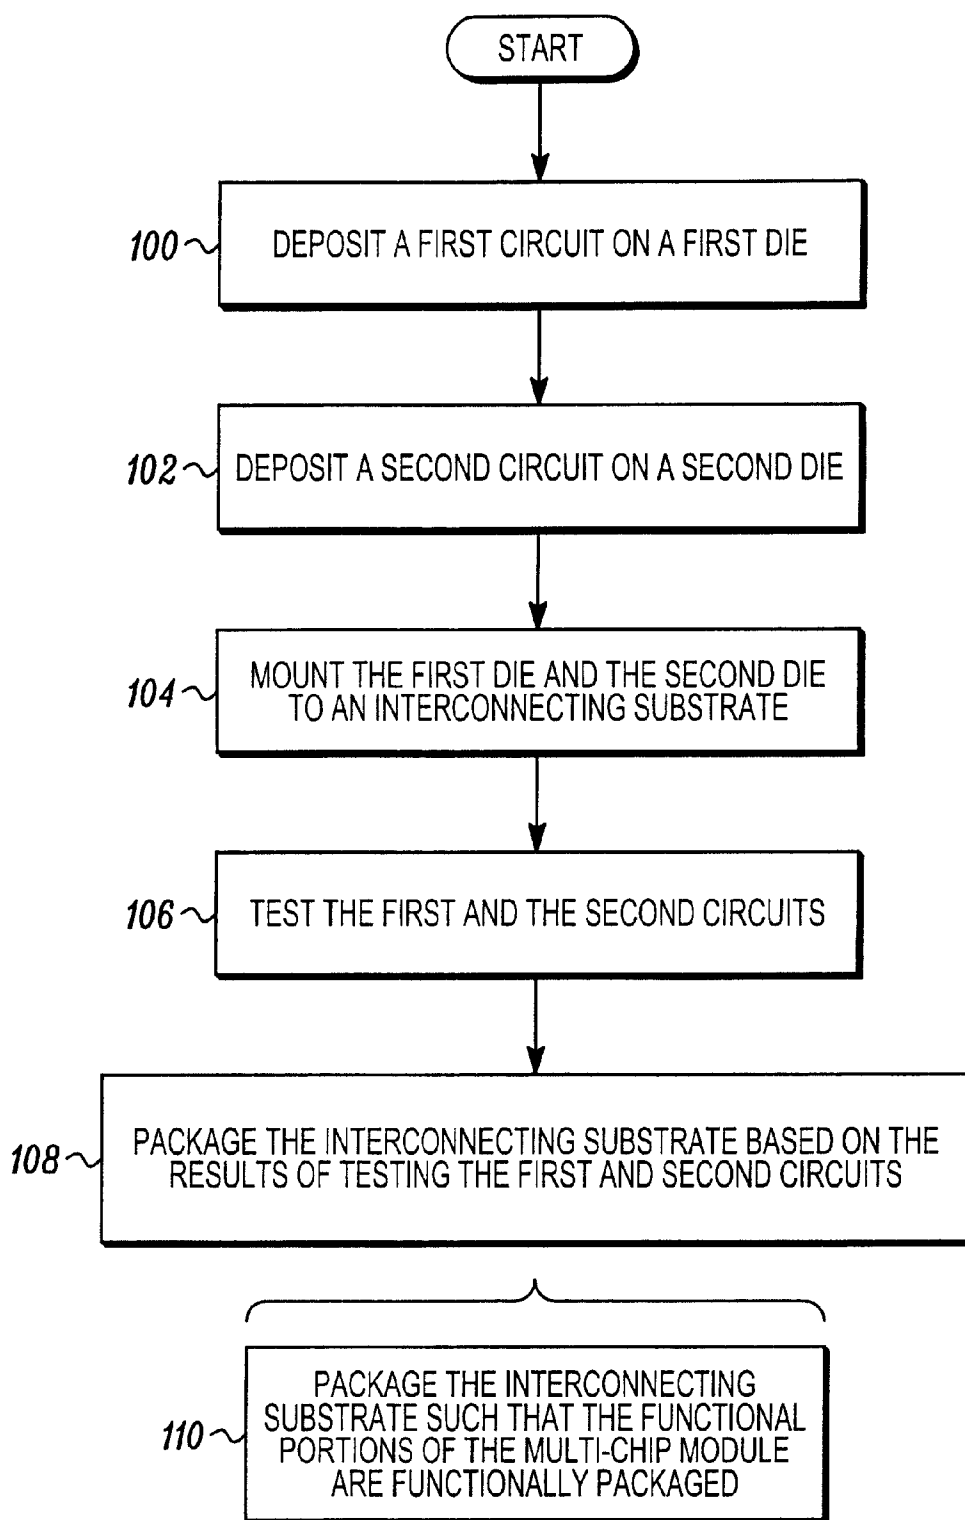 START
100
DEPOSIT A FIRST CIRCUIT ON A FIRST DIE
102
DEPOSIT A SECOND CIRCUIT ON A SECOND DIE
104
MOUNT THE FIRST DIE AND THE SECOND DIE
TO AN INTERCONNECTING SUBSTRATE
106
TEST THE FIRST AND THE SECOND CIRCUITS
108
PACKAGE THE INTERCONNECTING SUBSTRATE BASED ON THE
RESULTS OF TESTING THE FIRST AND SECOND CIRCUITS
110
PACKAGE THE INTERCONNECTING
SUBSTRATE SUCH THAT THE FUNCTIONAL
PORTIONS OF THE MULTI-CHIP MODULE
ARE FUNCTIONALLY PACKAGED